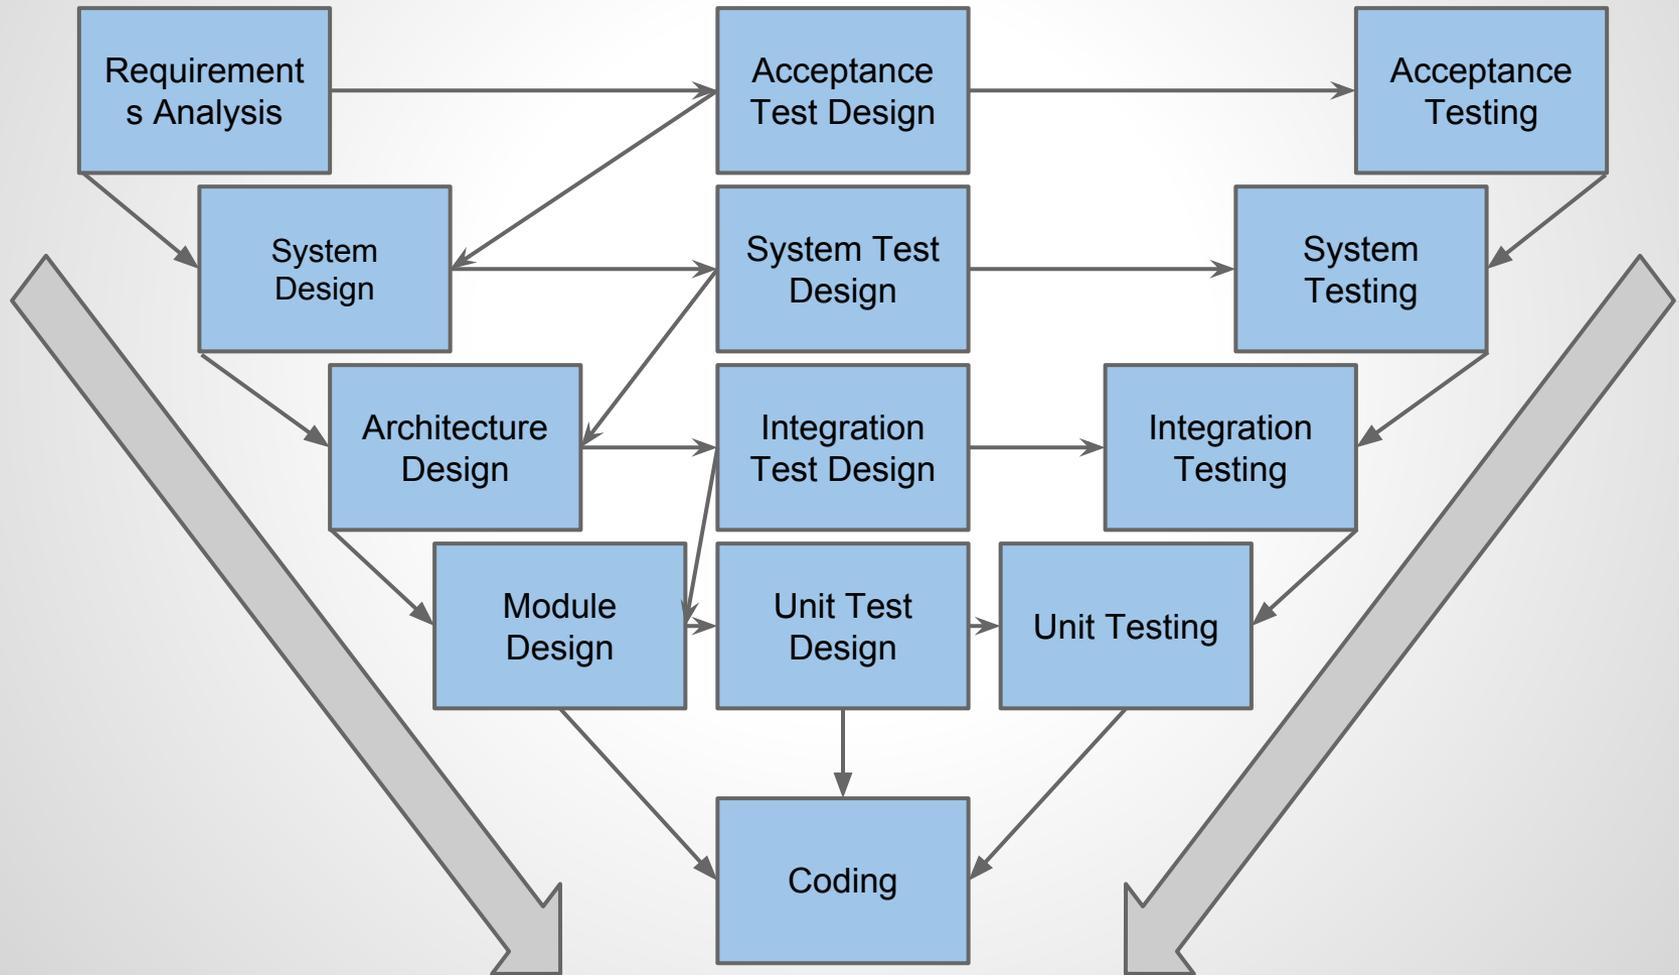 Requirement
s Analysis
Acceptance
Test Design
Acceptance
Testing
System
Design
System Test
Design
System
Testing
Architecture
Design
Integration
Test Design
Integration
Testing
Module
Design
Unit Test
Design
Unit Testing
Coding